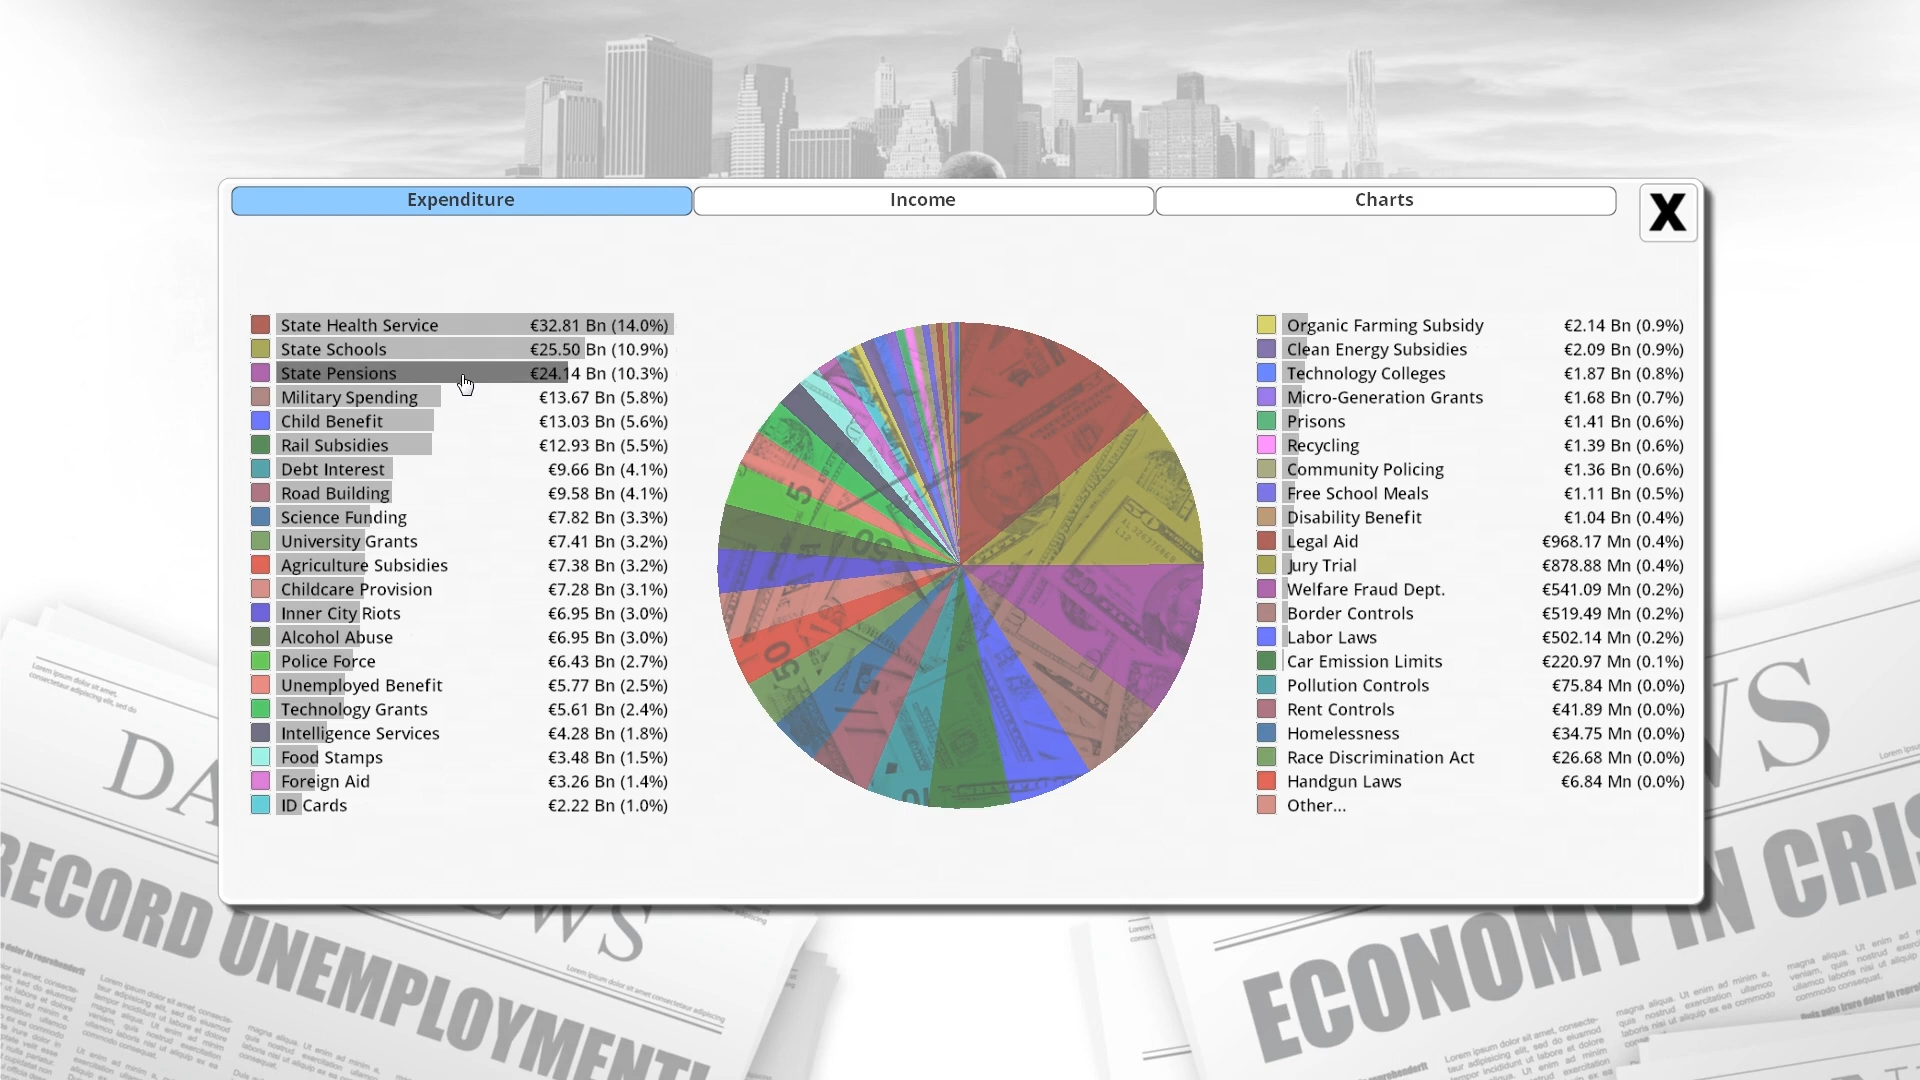 Expenditure
Income
Charts
X
State Health Service €32.81 Bn (14.0%)
State Schools €25.50 Bn (10.9%)
State Pensions €24.14 Bn (10.3%)
Military Spending €13.67 Bn (5.8%)
Child Benefit €13.03 Bn (5.6%)
Rail Subsidies €12.93 Bn (5.5%)
Debt Interest €9.66 Bn (4.1%)
Road Building €9.58 Bn (4.1%)
Science Funding €7.82 Bn (3.3%)
University Grants €7.41 Bn (3.2%)
Agriculture Subsidies €7.38 Bn (3.2%)
Childcare Provision €7.28 Bn (3.1%)
Inner City Riots €6.95 Bn (3.0%)
Alcohol Abuse €6.95 Bn (3.0%)
Police Force €6.43 Bn (2.7%)
Unemployed Benefit €5.77 Bn (2.5%)
Technology Grants €5.61 Bn (2.4%)
Intelligence Services €4.28 Bn (1.8%)
Food Stamps €3.48 Bn (1.5%)
Foreign Aid €3.26 Bn (1.4%)
ID Cards €2.22 Bn (1.0%)
Organic Farming Subsidy €2.14 Bn (0.9%)
Clean Energy Subsidies €2.09 Bn (0.9%)
Technology Colleges €1.87 Bn (0.8%)
Micro-Generation Grants €1.68 Bn (0.7%)
Prisons €1.41 Bn (0.6%)
Recycling €1.39 Bn (0.6%)
Community Policing €1.36 Bn (0.6%)
Free School Meals €1.11 Bn (0.5%)
Disability Benefit €1.04 Bn (0.4%)
Legal Aid €968.17 Mn (0.4%)
Jury Trial €878.88 Mn (0.4%)
Welfare Fraud Dept. €541.09 Mn (0.2%)
Border Controls €519.49 Mn (0.2%)
Labor Laws €502.14 Mn (0.2%)
Car Emission Limits €220.97 Mn (0.1%)
Pollution Controls €75.84 Mn (0.0%)
Rent Controls €41.89 Mn (0.0%)
Homelessness €34.75 Mn (0.0%)
Race Discrimination Act €26.68 Mn (0.0%)
Handgun Laws €6.84 Mn (0.0%)
Other...
RECORD UNEMPLOYMENT!
ECONOMY IN CRIS